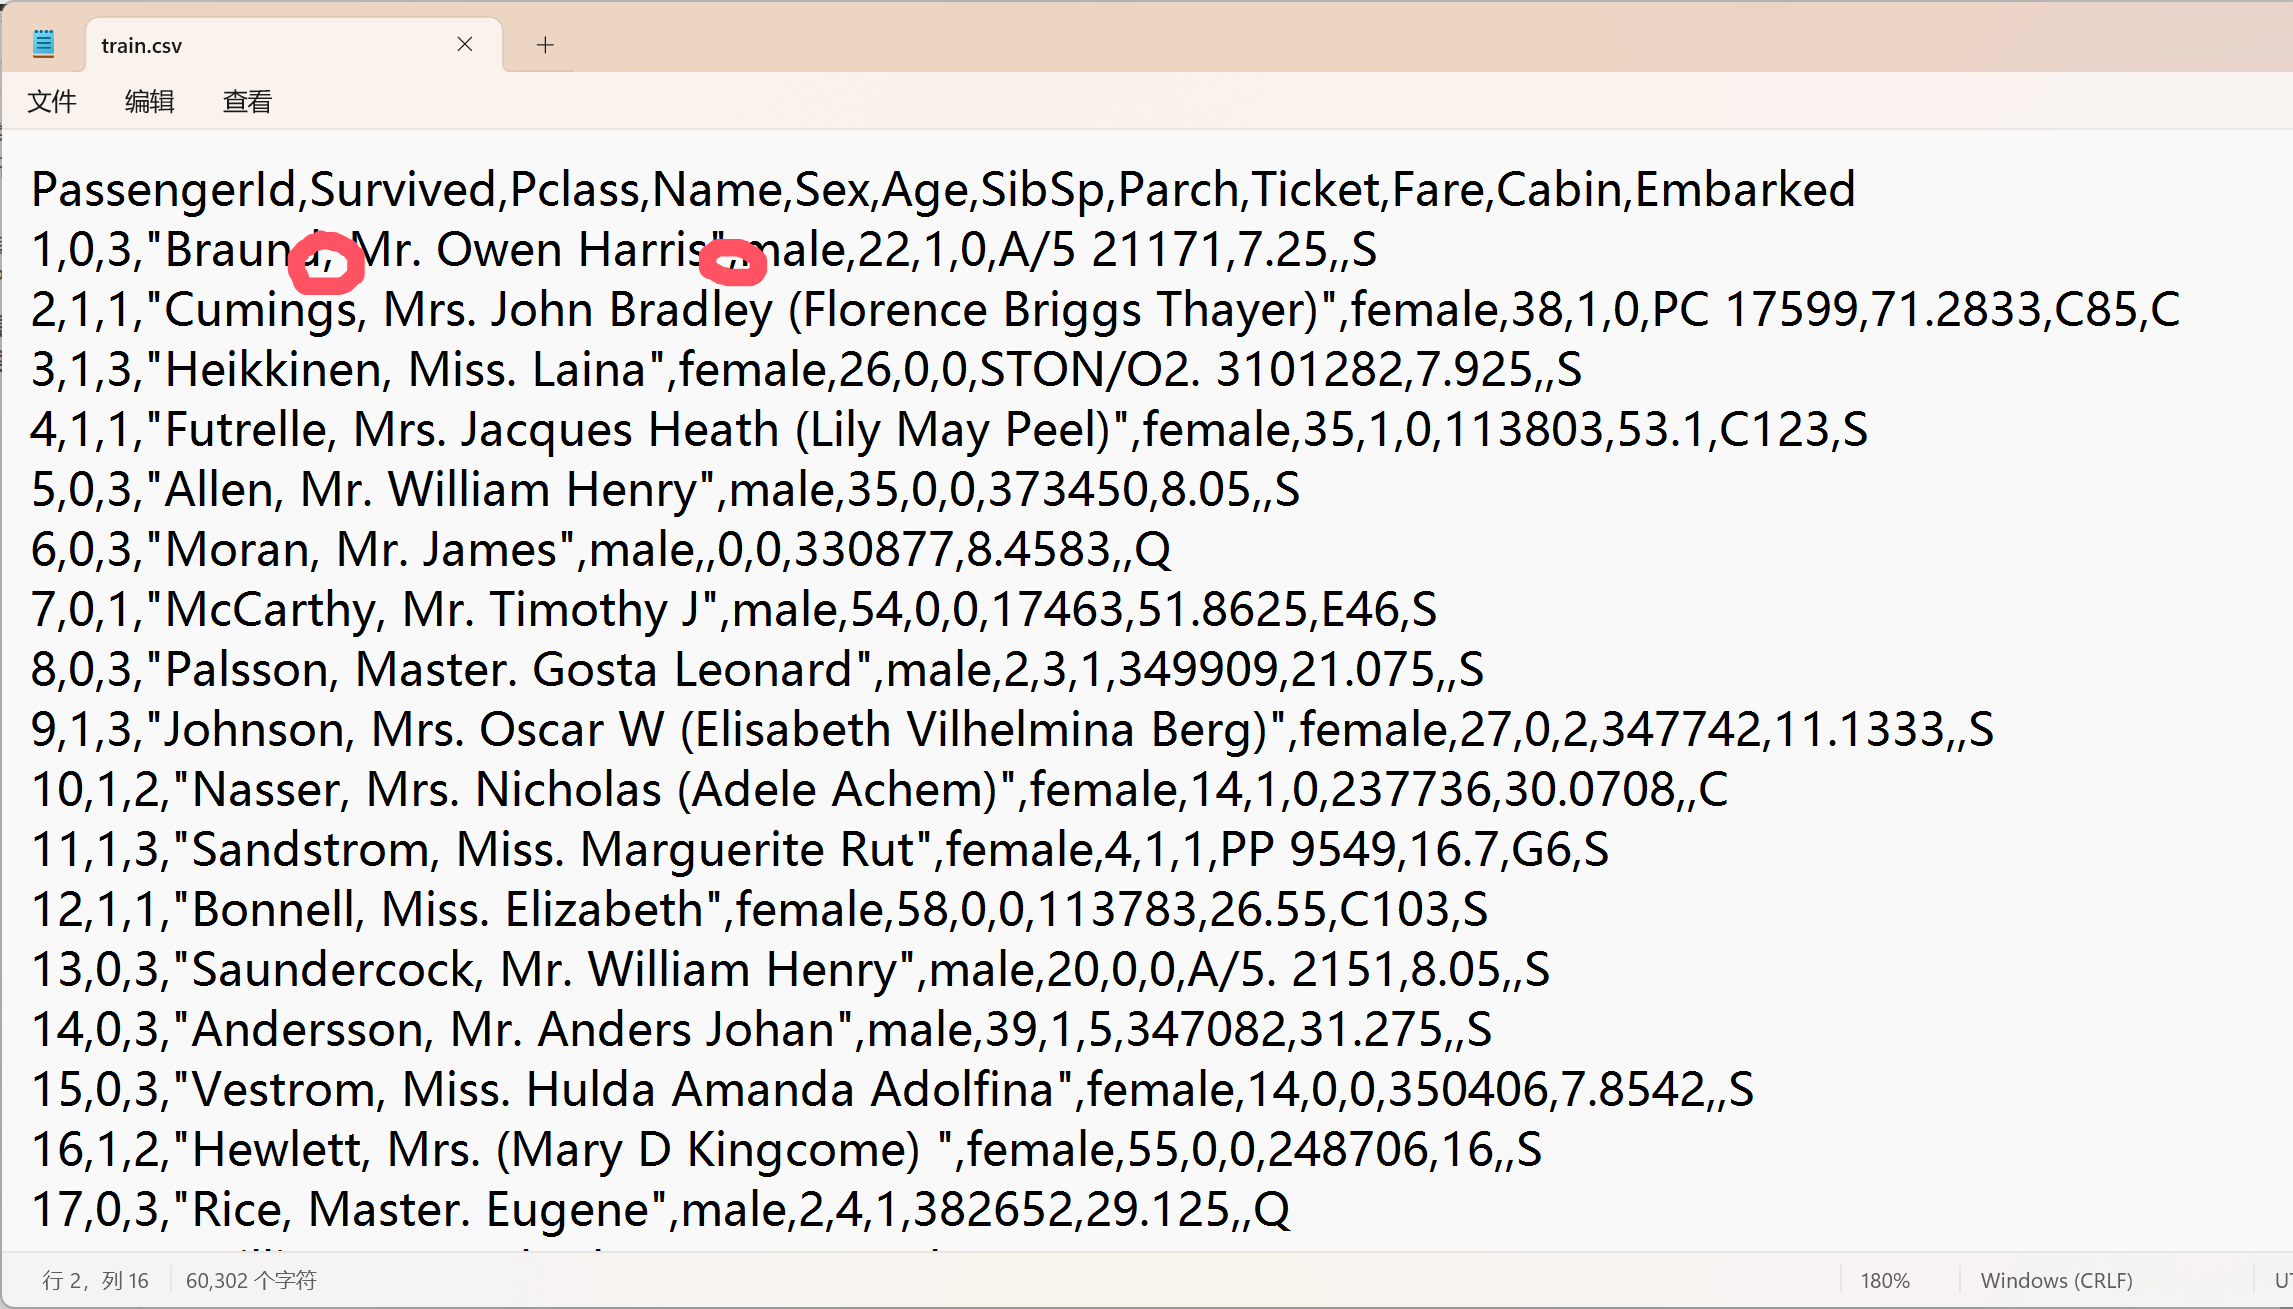 train.csv
文件 编辑 查看
PassengerId,Survived,Pclass,Name,Sex,Age,SibSp,Parch,Ticket,Fare,Cabin,Embarked
1,0,3,"Braund, Mr. Owen Harris",male,22,1,0,A/5 21171,7.25,,S
2,1,1,"Cumings, Mrs. John Bradley (Florence Briggs Thayer)",female,38,1,0,PC 17599,71.2833,C85,C
3,1,3,"Heikkinen, Miss. Laina",female,26,0,0,STON/O2. 3101282,7.925,,S
4,1,1,"Futrelle, Mrs. Jacques Heath (Lily May Peel)",female,35,1,0,113803,53.1,C123,S
5,0,3,"Allen, Mr. William Henry",male,35,0,0,373450,8.05,,S
6,0,3,"Moran, Mr. James",male,,0,0,330877,8.4583,,Q
7,0,1,"McCarthy, Mr. Timothy J",male,54,0,0,17463,51.8625,E46,S
8,0,3,"Palsson, Master. Gosta Leonard",male,2,3,1,349909,21.075,,S
9,1,3,"Johnson, Mrs. Oscar W (Elisabeth Vilhelmina Berg)",female,27,0,2,347742,11.1333,,S
10,1,2,"Nasser, Mrs. Nicholas (Adele Achem)",female,14,1,0,237736,30.0708,,C
11,1,3,"Sandstrom, Miss. Marguerite Rut",female,4,1,1,PP 9549,16.7,G6,S
12,1,1,"Bonnell, Miss. Elizabeth",female,58,0,0,113783,26.55,C103,S
13,0,3,"Saundercock, Mr. William Henry",male,20,0,0,A/5. 2151,8.05,,S
14,0,3,"Andersson, Mr. Anders Johan",male,39,1,5,347082,31.275,,S
15,0,3,"Vestrom, Miss. Hulda Amanda Adolfina",female,14,0,0,350406,7.8542,,S
16,1,2,"Hewlett, Mrs. (Mary D Kingcome) ",female,55,0,0,248706,16,,S
17,0,3,"Rice, Master. Eugene",male,2,4,1,382652,29.125,,Q
行 2，列 16 60,302 个字符 180% Windows (CRLF)